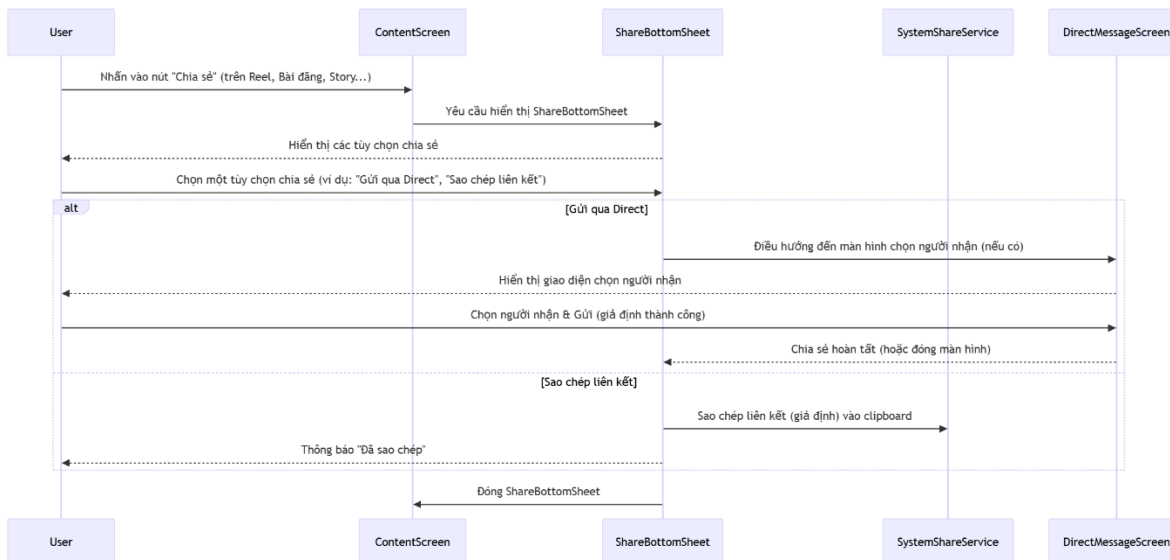 User
ContentScreen
ShareBottomSheet
SystemShareService
DirectMessageScreen
Nhấn vào nút "Chia sẻ" (trên Reel, Bài đăng, Story...)
Yêu cầu hiển thị ShareBottomSheet
Hiển thị các tùy chọn chia sẻ
Chọn một tùy chọn chia sẻ (ví dụ: "Gửi qua Direct", "Sao chép liên kết")
alt
[Gửi qua Direct]
Điều hướng đến màn hình chọn người nhận (nếu có)
Hiển thị giao diện chọn người nhận
Chọn người nhận & Gửi (giả định thành công)
Chia sẻ hoàn tất (hoặc đóng màn hình)
[Sao chép liên kết]
Sao chép liên kết (giả định) vào clipboard
Thông báo "Đã sao chép"
Đóng ShareBottomSheet
User
ContentScreen
ShareBottomSheet
SystemShareService
DirectMessageScreen